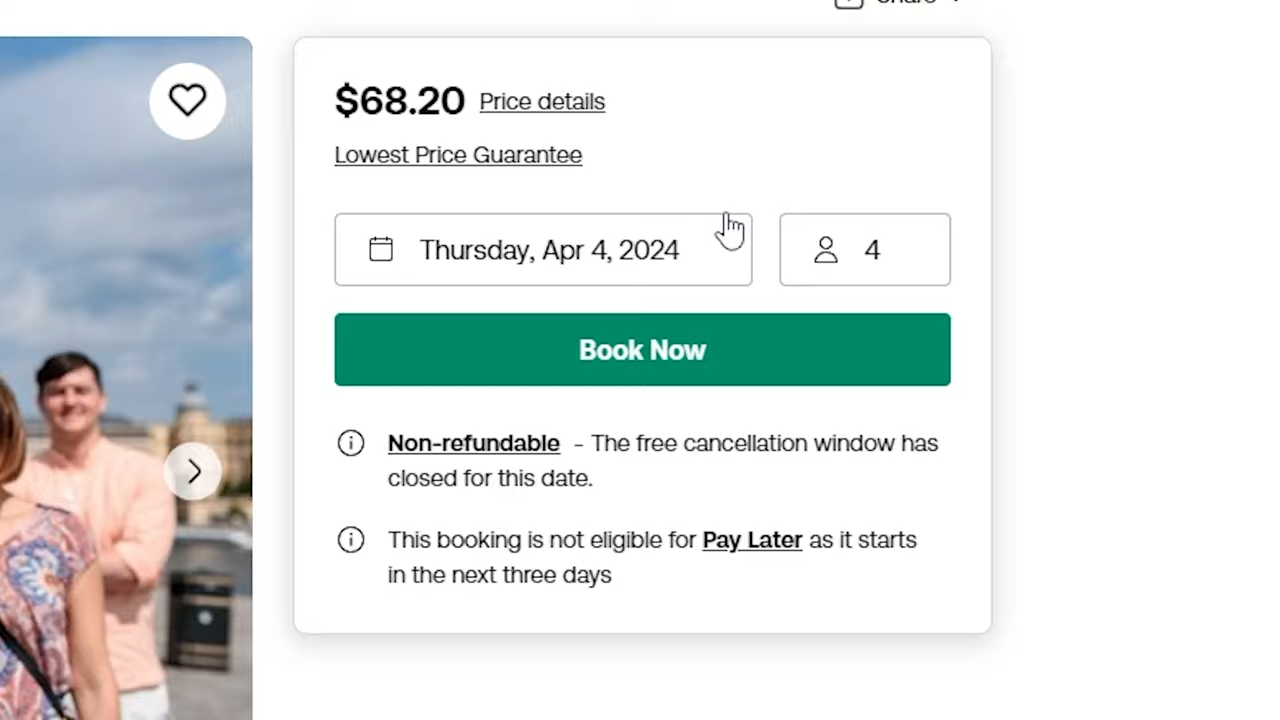 $68.20 Price details
Lowest Price Guarantee
Thursday, Apr 4, 2024 4
Book Now
Non-refundable - The free cancellation window has
closed for this date.
This booking is not eligible for Pay Later as it starts
in the next three days